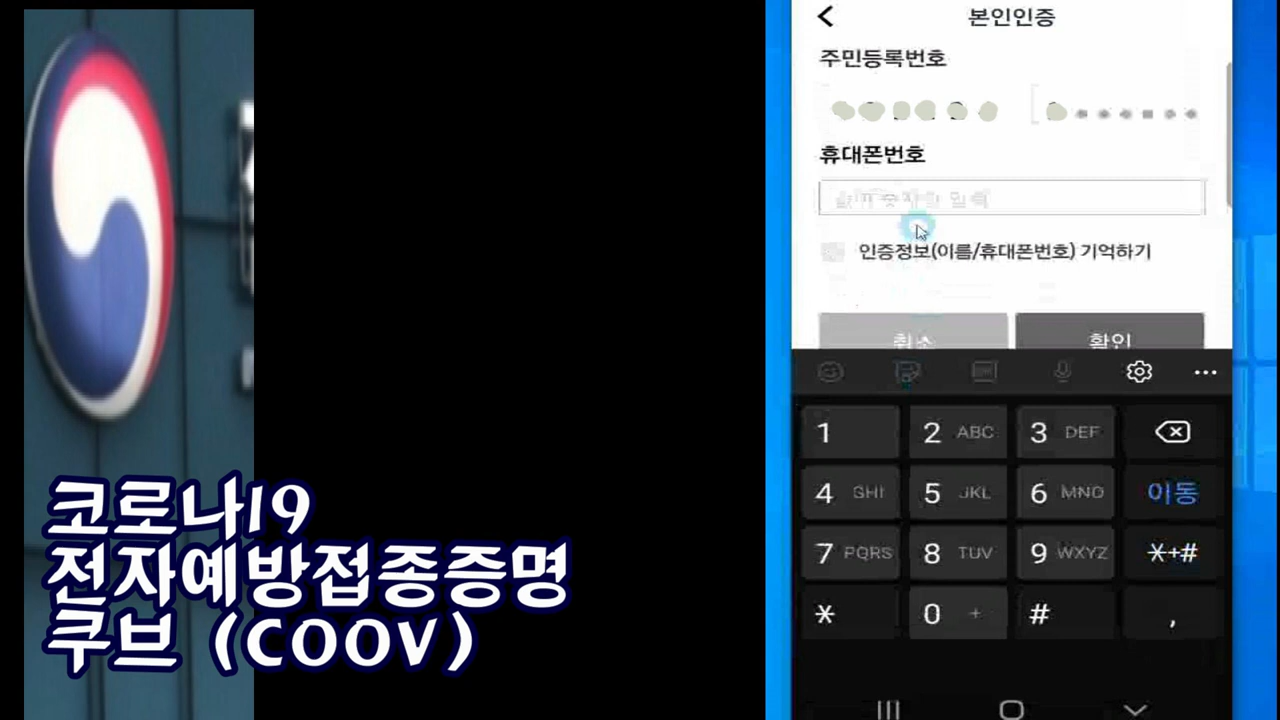 본인인증
주민등록번호
휴대폰번호
인증정보(이름/휴대폰번호) 기억하기
취소 확인
1 2 ABC 3 DEF
4 GHI 5 JKL 6 MNO 이동
7 PQRS 8 TUV 9 WXYZ *+#
* 0 + # ,
코로나19
전자예방접종증명
쿠브 (COOV)